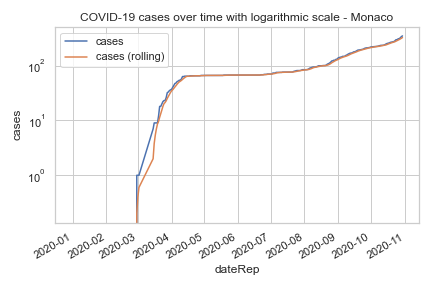 COVID-19 cases over time with logarithmic scale - Monaco
cases
cases (rolling)
10²
10¹
10⁰
cases
2020-01
2020-02
2020-03
2020-04
2020-05
2020-06
2020-07
2020-08
2020-09
2020-10
2020-11
dateRep